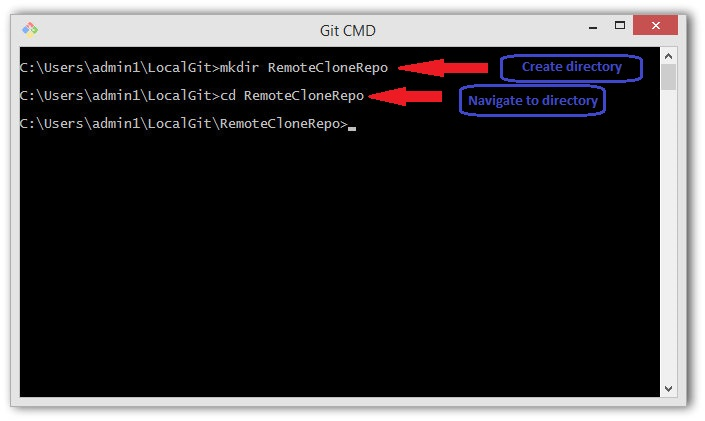 Git CMD
C:\Users\admin1\LocalGit>mkdir RemoteCloneRepo
Create directory
C:\Users\admin1\LocalGit>cd RemoteCloneRepo
Navigate to directory
C:\Users\admin1\LocalGit\RemoteCloneRepo>_